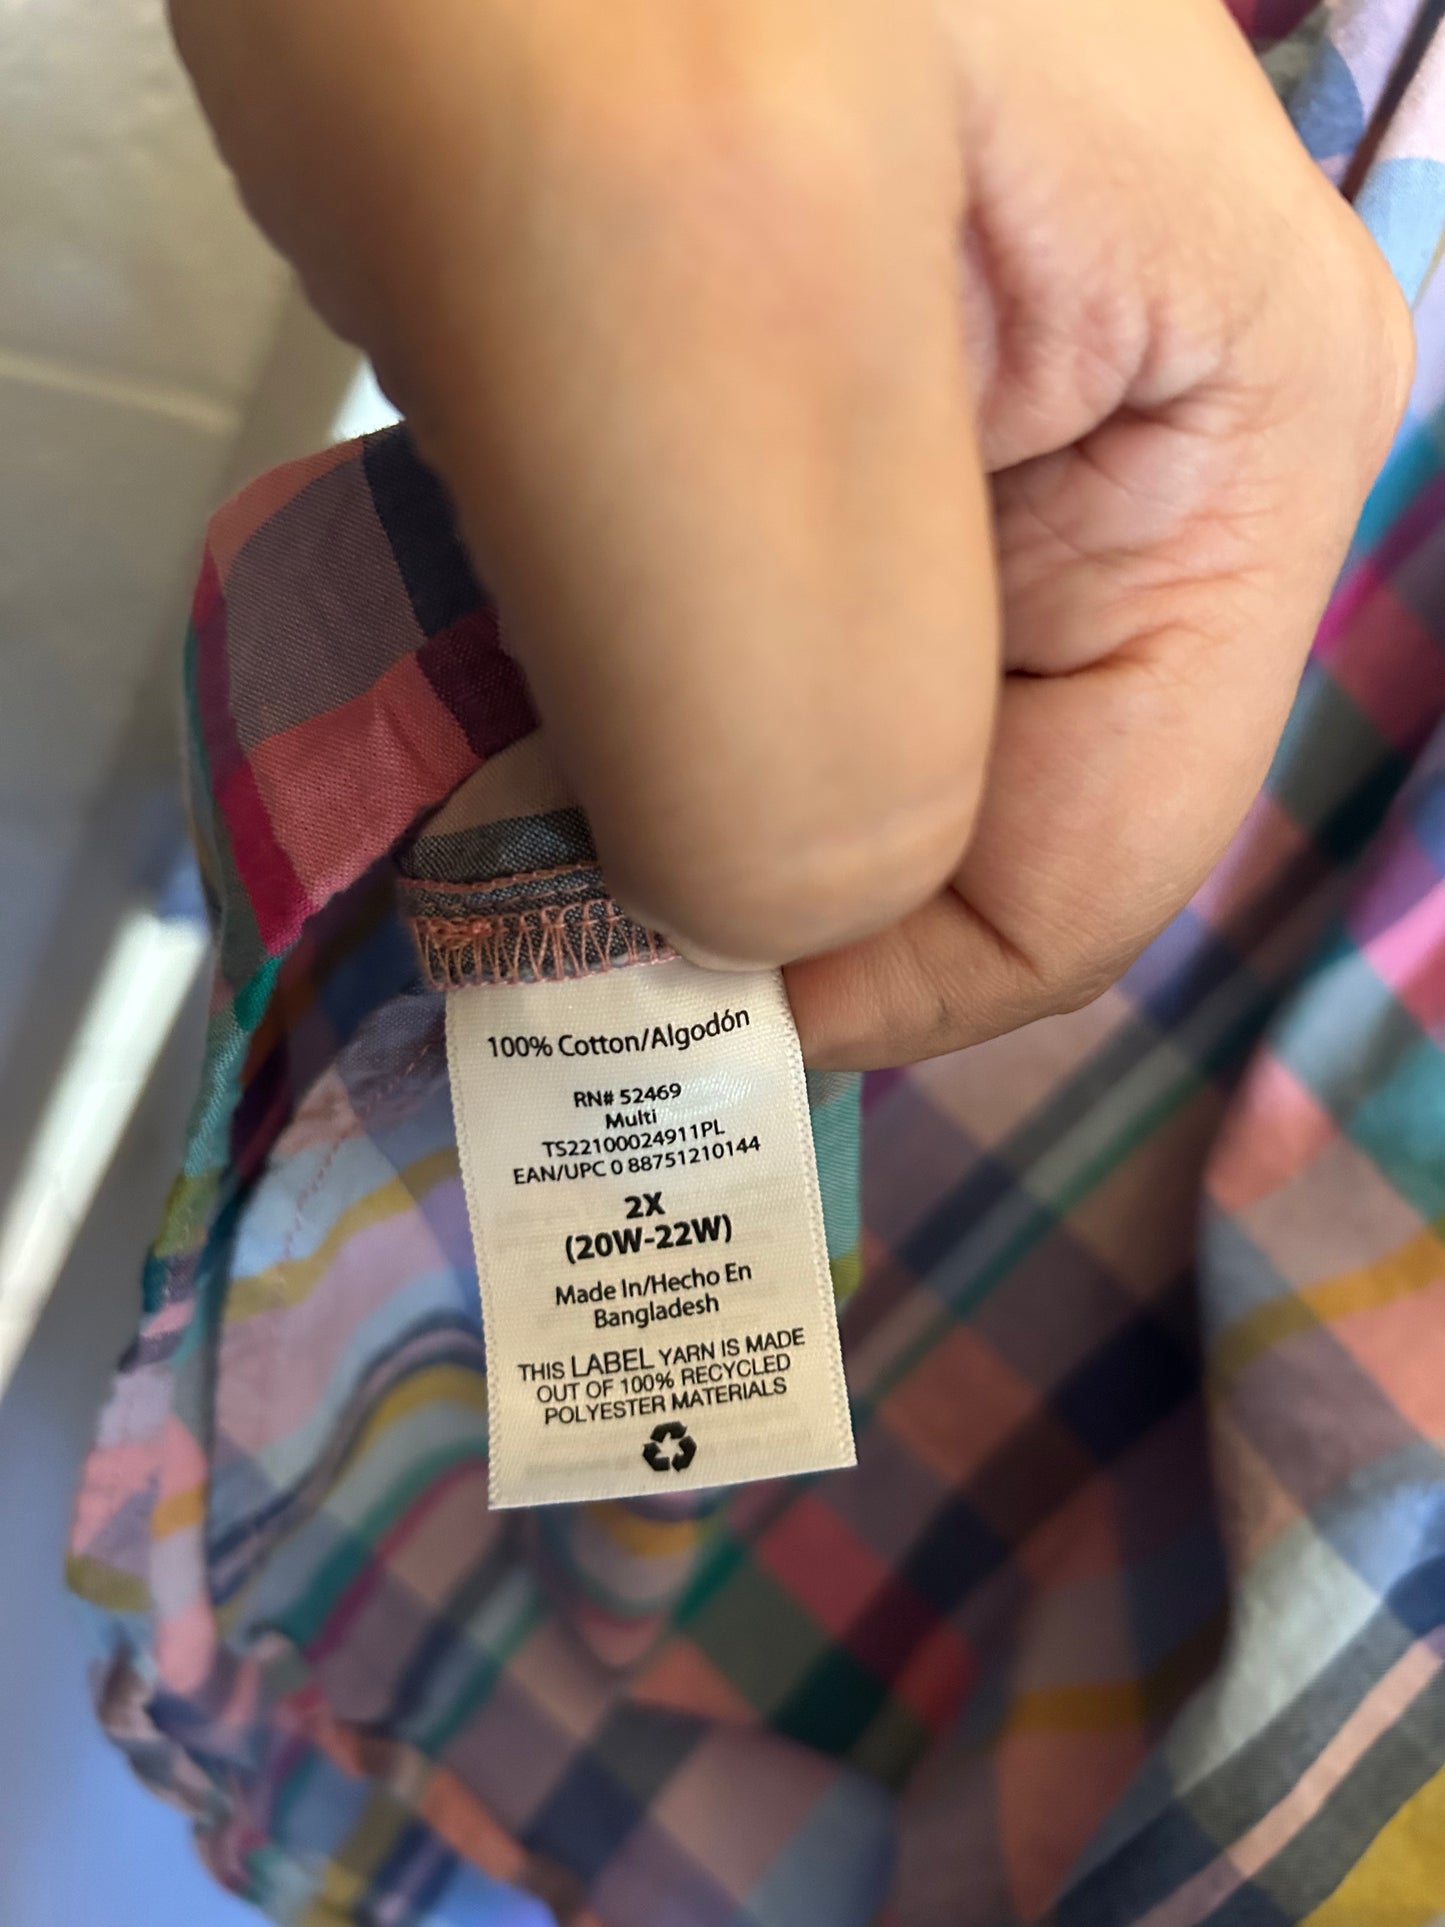 100% Cotton/Algodón
RN# 52469
Multi
TS22100024911PL
EAN/UPC 0 88751210144
2X
(20W-22W)
Made In/Hecho En
Bangladesh
THIS LABEL YARN IS MADE
OUT OF 100% RECYCLED
POLYESTER MATERIALS